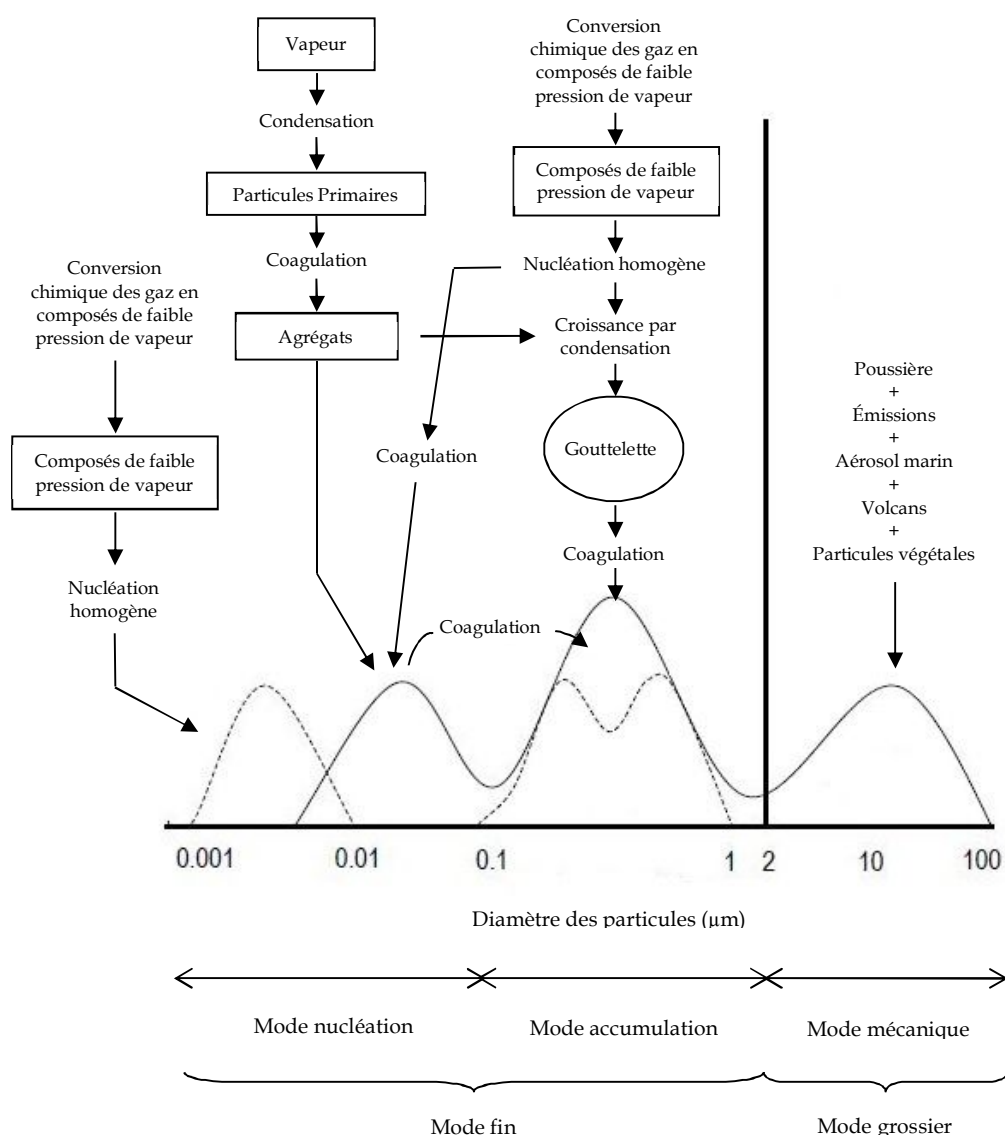 Vapeur
Condensation
Particules Primaires
Coagulation
Agrégats
Conversion
chimique des gaz en
composés de faible
pression de vapeur
Composés de faible
pression de vapeur
Nucléation homogène
Croissance par
condensation
Gouttelette
Coagulation
Conversion
chimique des gaz en
composés de faible
pression de vapeur
Composés de faible
pression de vapeur
Nucléation
homogène
Coagulation
Coagulation
Poussière
+
Émissions
+
Aérosol marin
+
Volcans
+
Particules végétales
0.001 0.01 0.1 1 2 10 100
Diamètre des particules (µm)
Mode nucléation Mode accumulation Mode mécanique
Mode fin Mode grossier